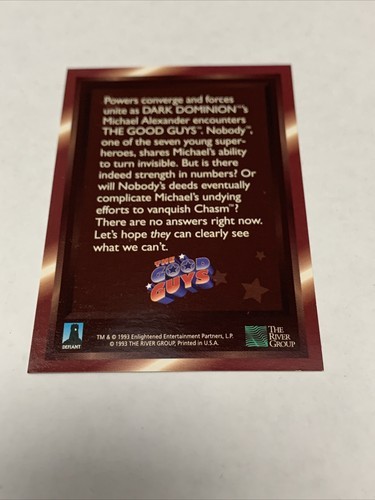 Powers converge and forces
unite as DARK DOMINION™'s
Michael Alexander encounters
THE GOOD GUYS™. Nobody™,
one of the seven young super-
heroes, shares Michael's ability
to turn invisible. But is there
indeed strength in numbers? Or
will Nobody's deeds eventually
complicate Michael's undying
efforts to vanquish Chasm™?
There are no answers right now.
Let's hope they can clearly see
what we can't.
THE
GOOD
GUYS
DEFIANT
TM & © 1993 Enlightened Entertainment Partners, L.P.
© 1993 THE RIVER GROUP, Printed in U.S.A.
THE
RIVER
GROUP